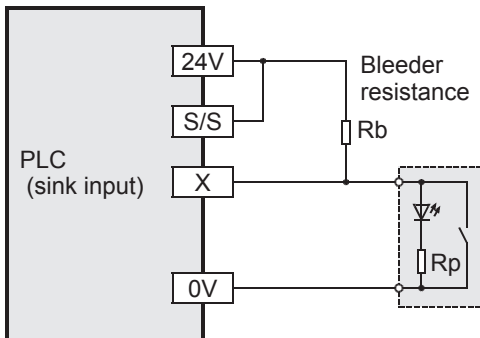 24V
Bleeder
resistance
S/S
Rb
PLC
(sink input)
X
Rp
0V